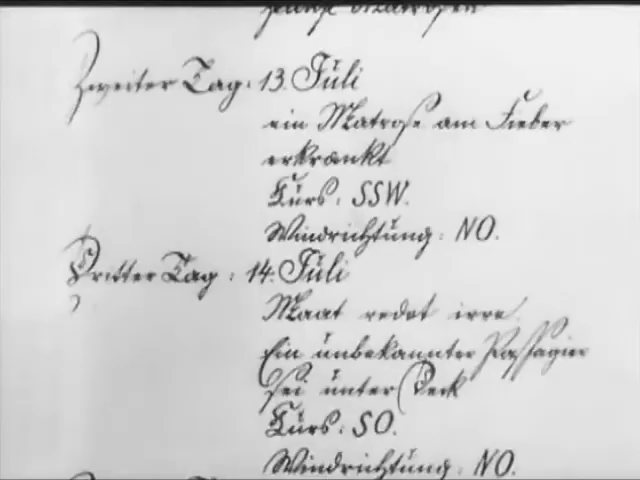 Matrosen
Zweiter Tag: 13. Juli
ein Matrose am Fieber
erkrankt
Kurs: SSW.
Windrichtung: NO.
Dritter Tag: 14. Juli
Maat redet irre.
Ein unbekannter Passagier
sei unter Deck
Kurs: SO.
Windrichtung: NO.